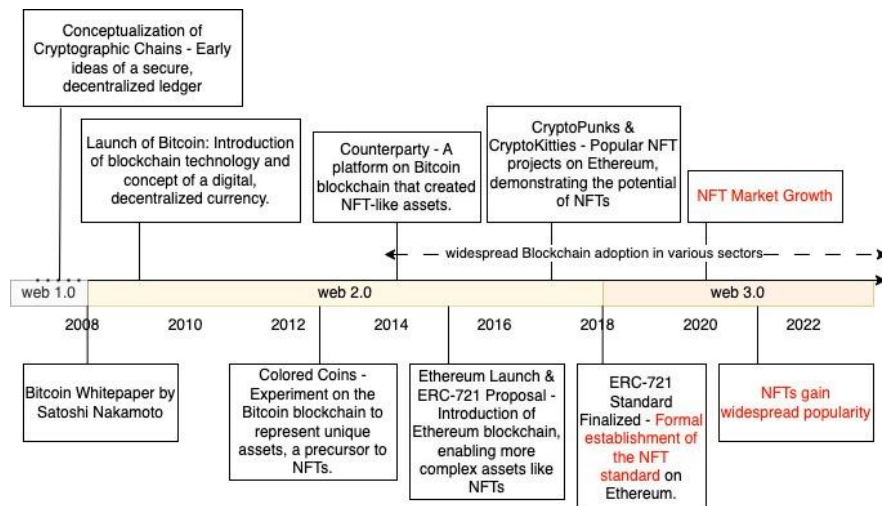 Conceptualization of
Cryptographic Chains - Early
ideas of a secure,
decentralized ledger
Launch of Bitcoin: Introduction
of blockchain technology and
concept of a digital,
decentralized currency.
Counterparty - A
platform on Bitcoin
blockchain that created
NFT-like assets.
CryptoPunks &
CryptoKitties - Popular NFT
projects on Ethereum,
demonstrating the potential
of NFTs
NFT Market Growth
widespread Blockchain adoption in various sectors
web 1.0
web 2.0
web 3.0
2008
2010
2012
2014
2016
2018
2020
2022
Bitcoin Whitepaper by
Satoshi Nakamoto
Colored Coins -
Experiment on the
Bitcoin blockchain to
represent unique
assets, a precursor to
NFTs.
Ethereum Launch &
ERC-721 Proposal -
Introduction of
Ethereum blockchain,
enabling more
complex assets like
NFTs
ERC-721
Standard
Finalized - Formal
establishment of
the NFT
standard on
Ethereum.
NFTs gain
widespread popularity